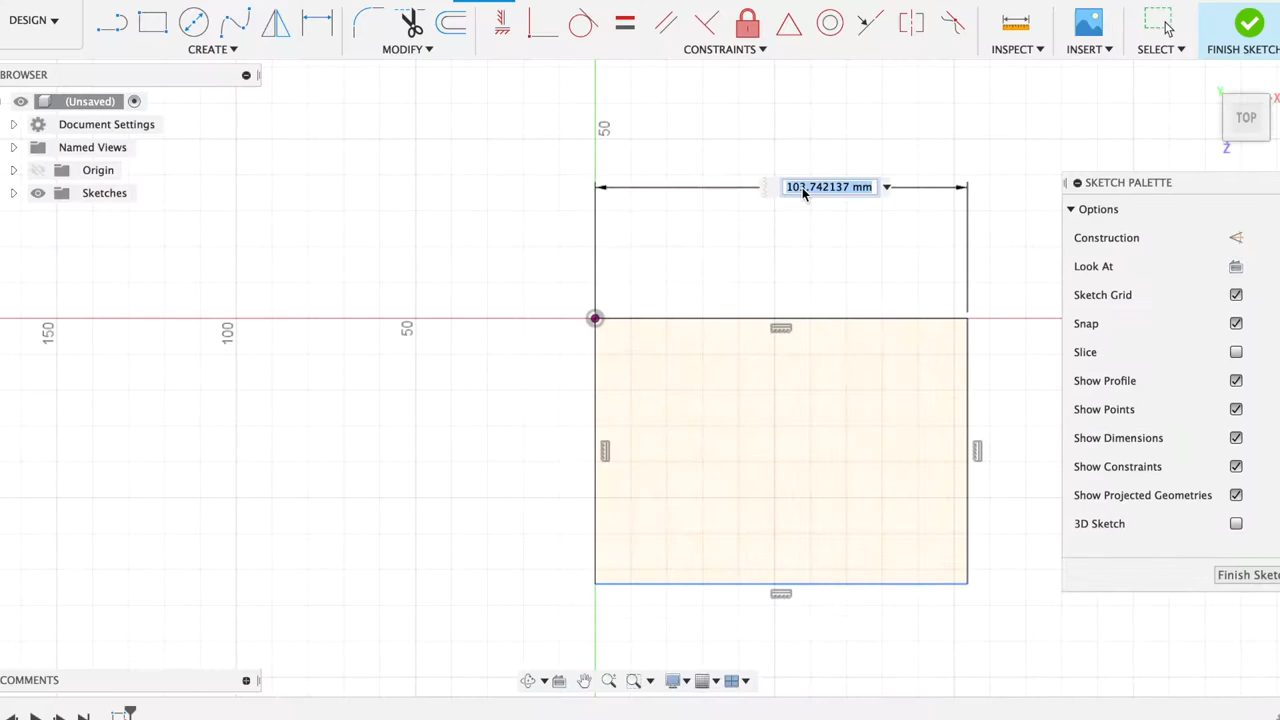 DESIGN ▼
CREATE ▼
MODIFY ▼
CONSTRAINTS ▼
INSPECT ▼
INSERT ▼
SELECT ▼
FINISH SKETCH
BROWSER
(Unsaved)
Document Settings
Named Views
Origin
Sketches
50
103.742137 mm
150
100
50
Y
X
TOP
Z
SKETCH PALETTE
Options
Construction
Look At
Sketch Grid
Snap
Slice
Show Profile
Show Points
Show Dimensions
Show Constraints
Show Projected Geometries
3D Sketch
Finish Sketc
COMMENTS